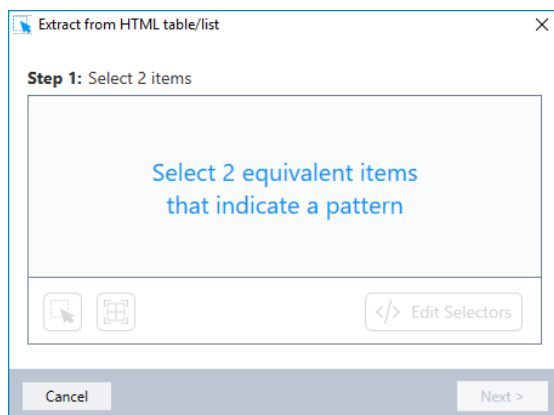 Extract from HTML table/list
Step 1: Select 2 items
Select 2 equivalent items
that indicate a pattern
</> Edit Selectors
Cancel
Next >